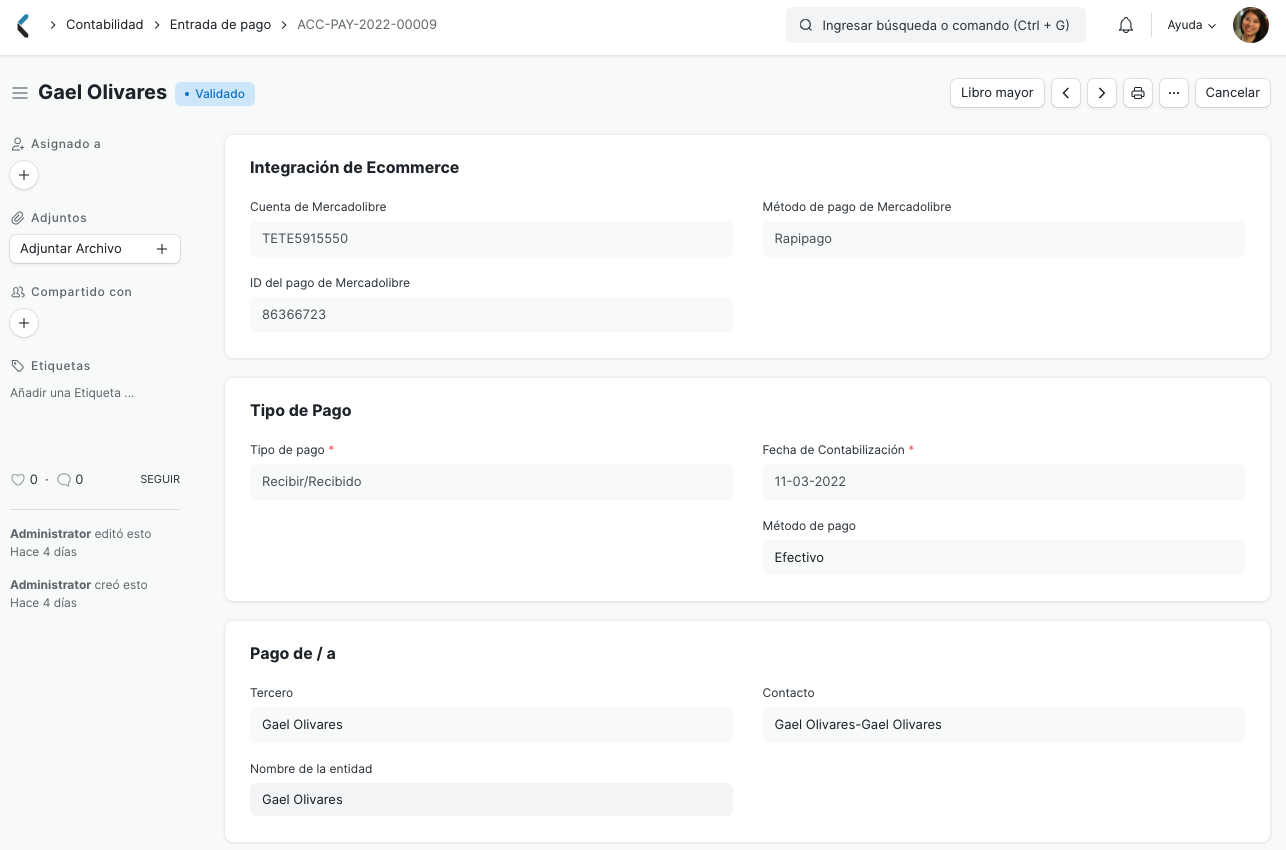 Contabilidad Entrada de pago ACC-PAY-2022-00009
Ingresar búsqueda o comando (Ctrl + G)
Ayuda
Gael Olivares
• Validado
Libro mayor
···
Cancelar
Asignado a
+
Adjuntos
Adjuntar Archivo +
Compartido con
+
Etiquetas
Añadir una Etiqueta ...
0 · 0 SEGUIR
Administrator editó esto
Hace 4 días
Administrator creó esto
Hace 4 días
Integración de Ecommerce
Cuenta de Mercadolibre
TETE5915550
Método de pago de Mercadolibre
Rapipago
ID del pago de Mercadolibre
86366723
Tipo de Pago
Tipo de pago *
Recibir/Recibido
Fecha de Contabilización *
11-03-2022
Método de pago
Efectivo
Pago de / a
Tercero
Gael Olivares
Contacto
Gael Olivares-Gael Olivares
Nombre de la entidad
Gael Olivares